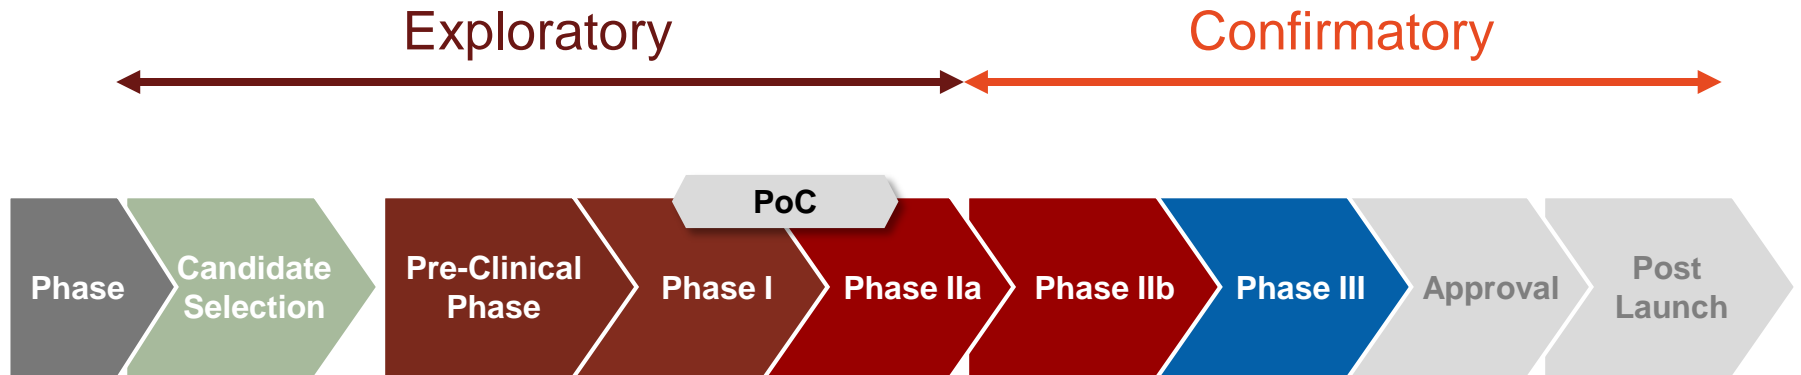 Exploratory
Confirmatory
PoC
Phase
Candidate
Selection
Pre-Clinical
Phase
Phase I
Phase IIa
Phase IIb
Phase III
Approval
Post
Launch